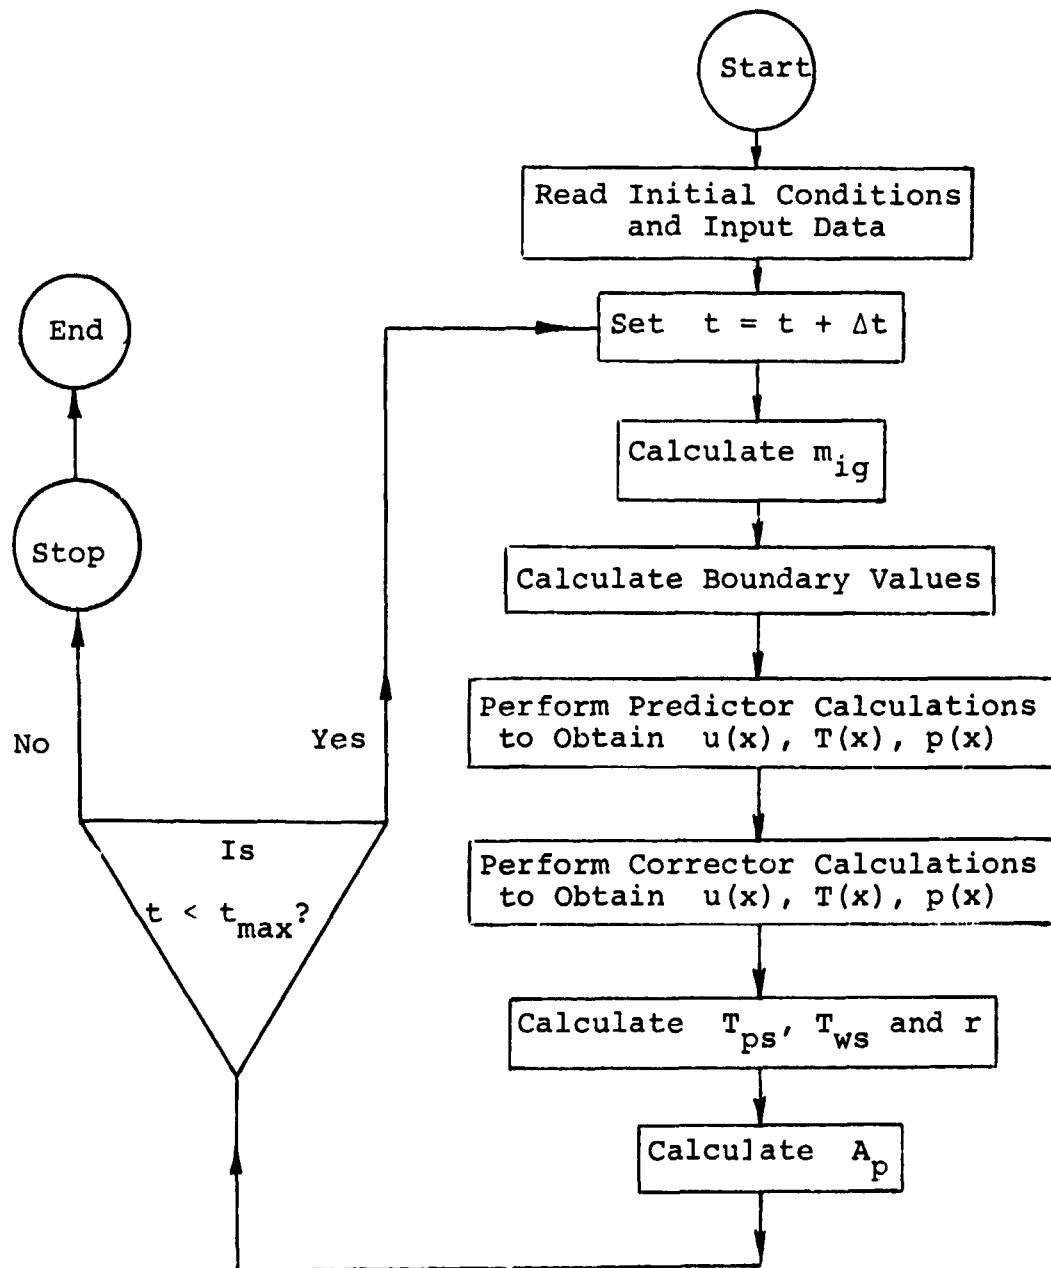 Start
Read Initial Conditions
and Input Data
Set t = t + Δt
Calculate m_ig
Calculate Boundary Values
Perform Predictor Calculations
to Obtain u(x), T(x), p(x)
Perform Corrector Calculations
to Obtain u(x), T(x), p(x)
Calculate T_ps, T_ws and r
Calculate A_p
Is
t < t_max?
Yes
No
Stop
End